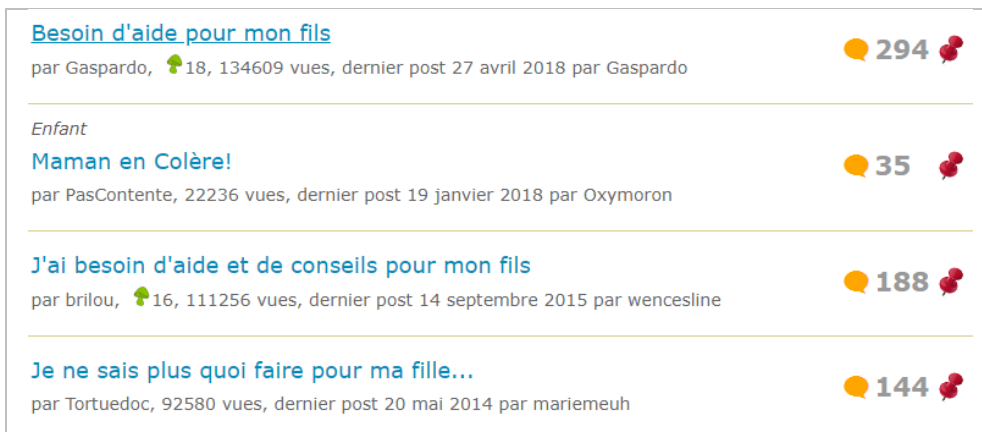 Besoin d'aide pour mon fils
par Gaspardo, 18, 134609 vues, dernier post 27 avril 2018 par Gaspardo
294
Enfant
Maman en Colère!
par PasContente, 22236 vues, dernier post 19 janvier 2018 par Oxymoron
35
J'ai besoin d'aide et de conseils pour mon fils
par brilou, 16, 111256 vues, dernier post 14 septembre 2015 par wencesline
188
Je ne sais plus quoi faire pour ma fille...
par Tortuedoc, 92580 vues, dernier post 20 mai 2014 par mariemeuh
144